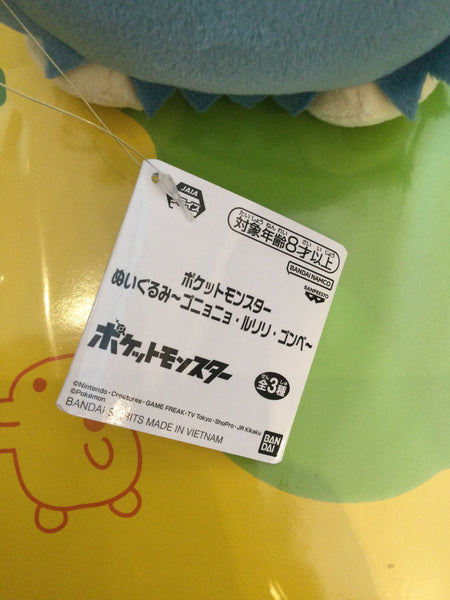 JAIA
プライズ
たいしょう ねん れい さい い じょう
対象年齢8才以上
BANDAI NAMCO
BANPRESTO
ポケットモンスター
ぬいぐるみ~ゴニョニョ・ルリリ・ゴンベ~
ポケットモンスター
ぜん しゅ
全3種
©Nintendo・Creatures・GAME FREAK・TV Tokyo・ShoPro・JR Kikaku
©Pokémon
BANDAI SPIRITS MADE IN VIETNAM
BAN
DAI